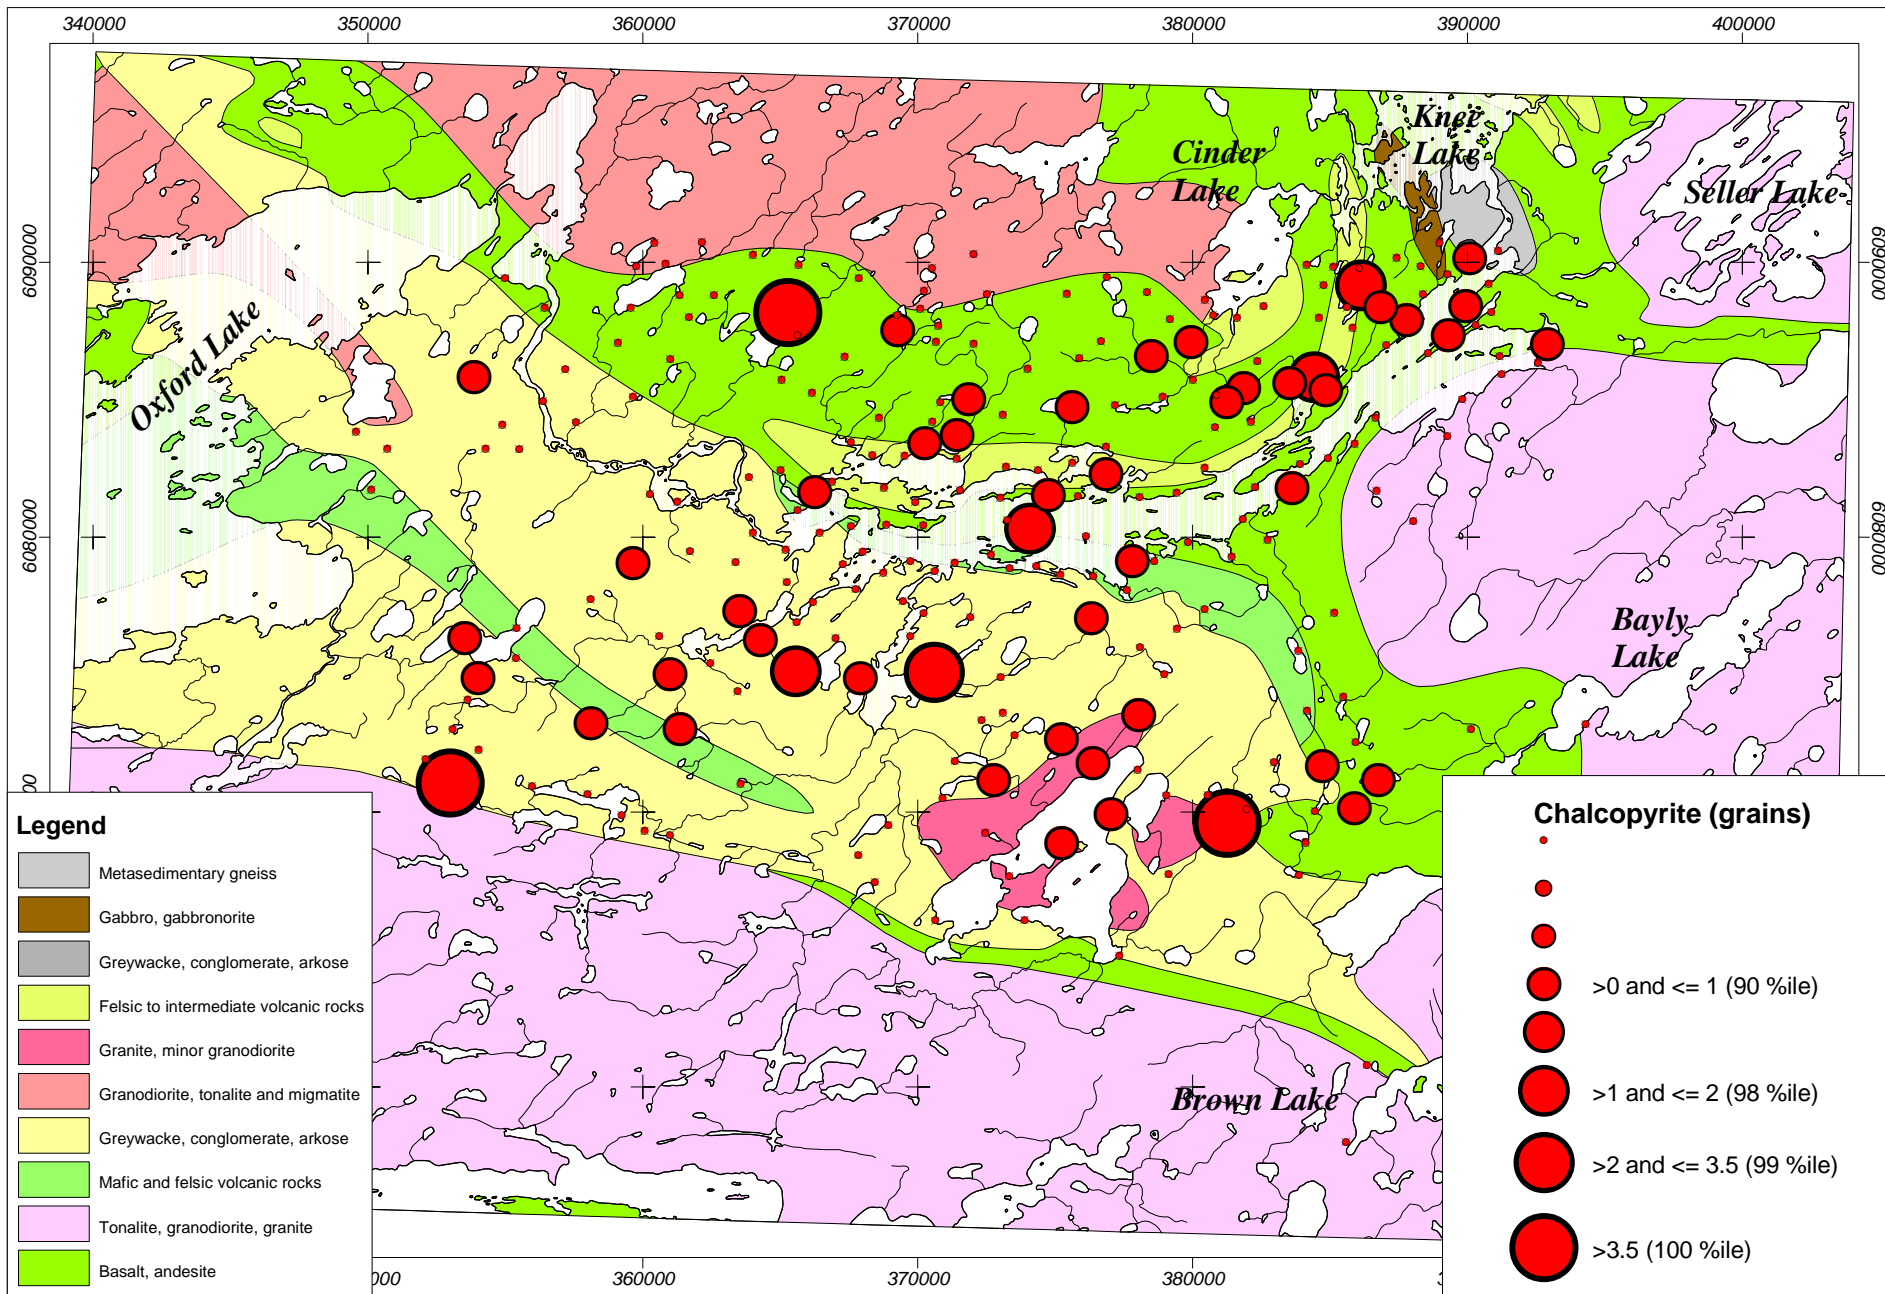 340000 350000 360000 370000 380000 390000 400000
Knee
Lake
Cinder
Lake
Seller Lake
6090000
6090000
Oxford Lake
6080000
6080000
Bayly
Lake
Brown Lake
Legend
Metasedimentary gneiss
Gabbro, gabbronorite
Greywacke, conglomerate, arkose
Felsic to intermediate volcanic rocks
Granite, minor granodiorite
Granodiorite, tonalite and migmatite
Greywacke, conglomerate, arkose
Mafic and felsic volcanic rocks
Tonalite, granodiorite, granite
Basalt, andesite
Chalcopyrite (grains)
>0 and <= 1 (90 %ile)
>1 and <= 2 (98 %ile)
>2 and <= 3.5 (99 %ile)
>3.5 (100 %ile)
360000 370000 380000